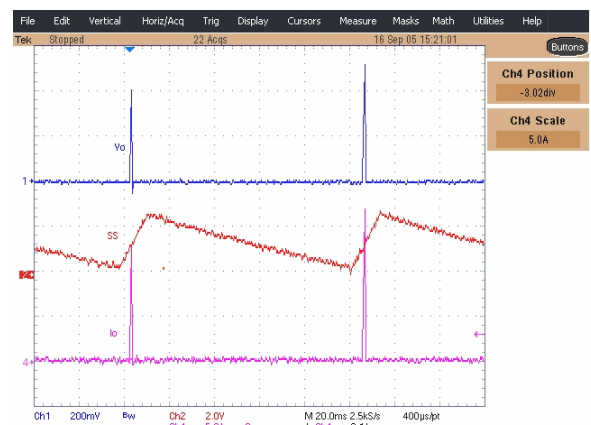 File Edit Vertical Horiz/Acq Trig Display Cursors Measure Masks Math Utilities Help
Tek Stopped 22 Acqs 16 Sep 05 15:21:01
Buttons
Ch4 Position
-3.02div
Ch4 Scale
5.0A
Vo
1
SS
Io
4
Ch1 200mV Bw Ch2 2.0V M 20.0ms 2.5kS/s 400µs/pt